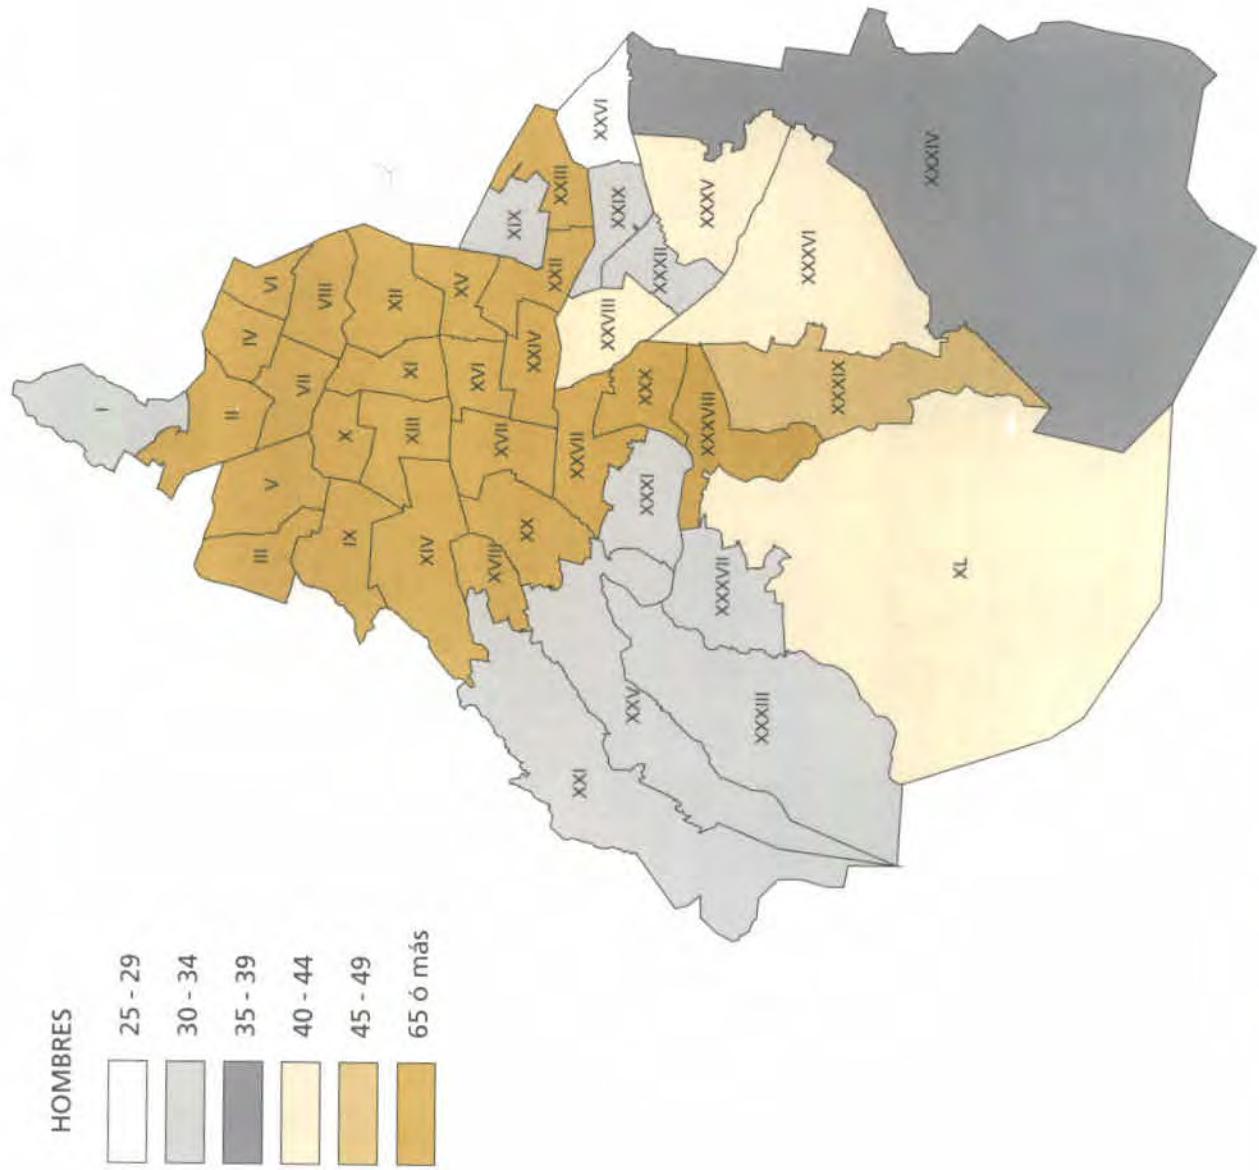 HOMBRES
25 - 29
30 - 34
35 - 39
40 - 44
45 - 49
65 ó más
I
II
III
IV
V
VI
VII
VIII
IX
X
XI
XII
XIII
XIV
XV
XVI
XVII
XVIII
XIX
XX
XXI
XXII
XXIII
XXIV
XXV
XXVI
XXVII
XXVIII
XXIX
XXX
XXXI
XXXII
XXXIII
XXXIV
XXXV
XXXVI
XXXVII
XXXVIII
XXXIX
XL